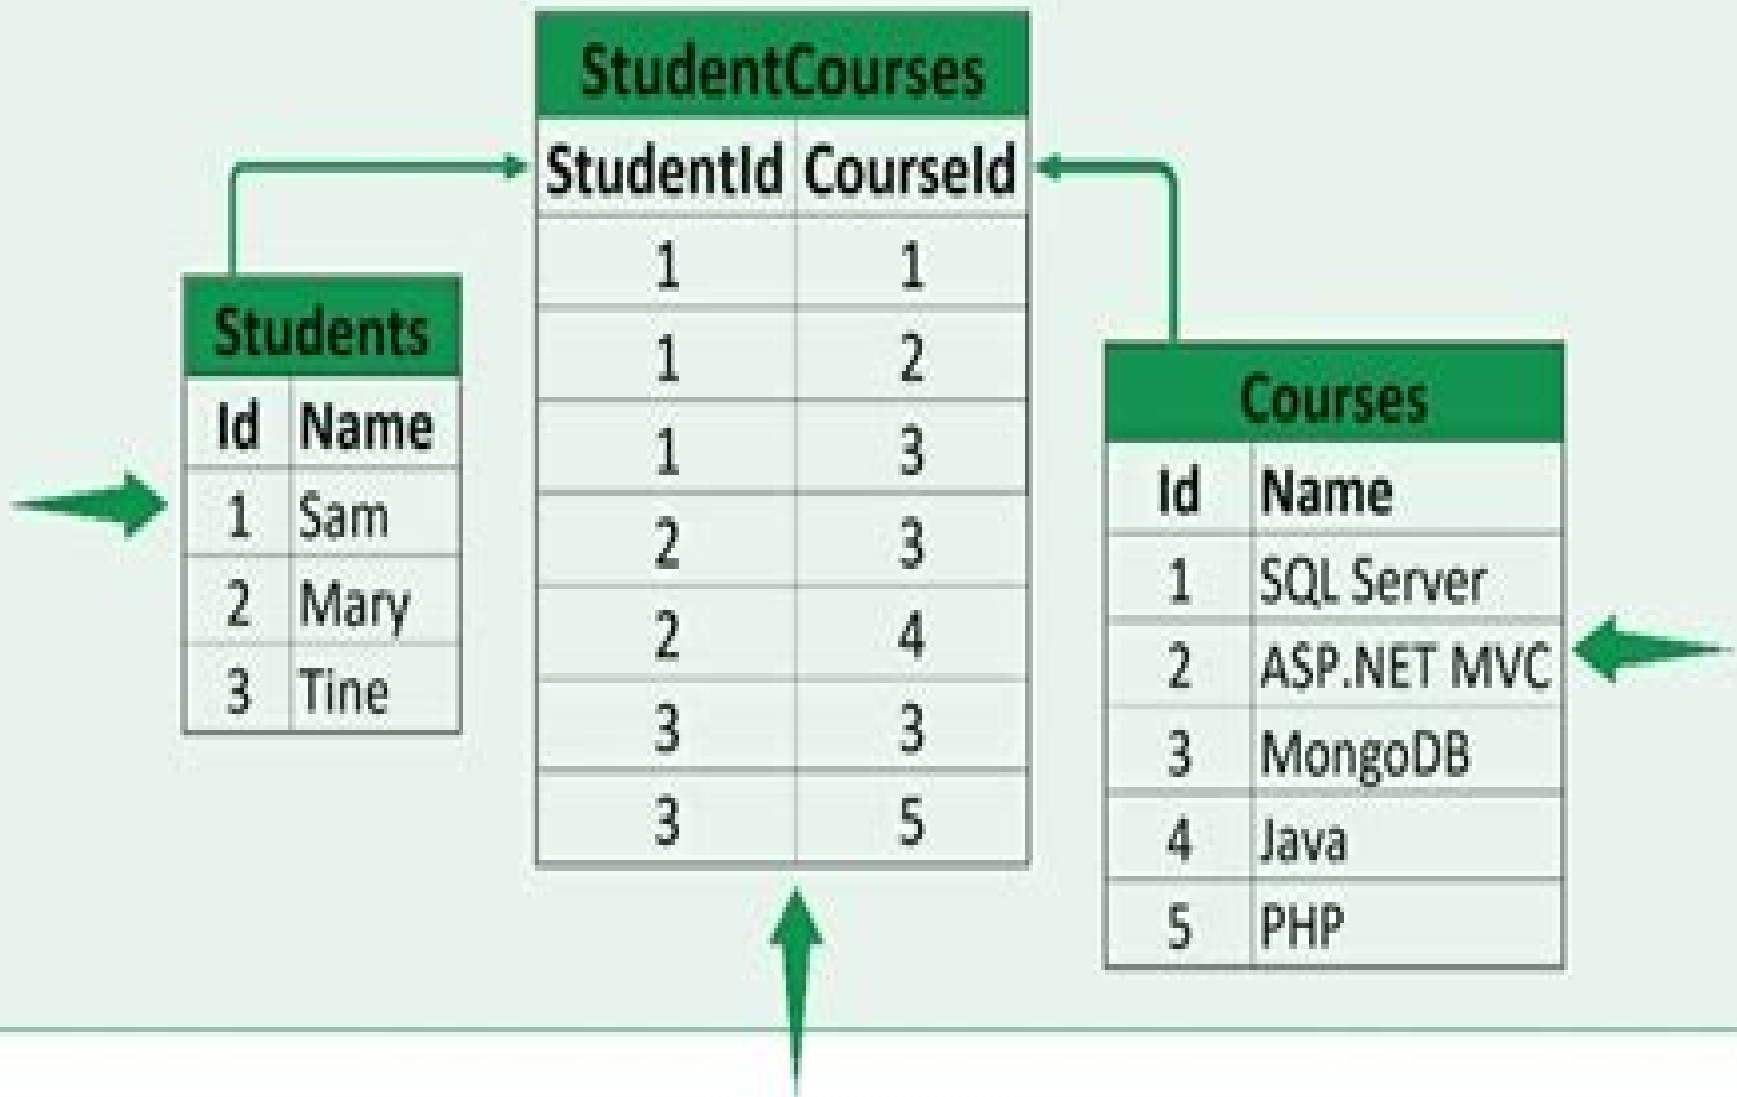 StudentCourses
StudentId CourseId
1 1
1 2
1 3
2 3
2 4
3 3
3 5
Students
Id Name
1 Sam
2 Mary
3 Tine
Courses
Id Name
1 SQL Server
2 ASP.NET MVC
3 MongoDB
4 Java
5 PHP